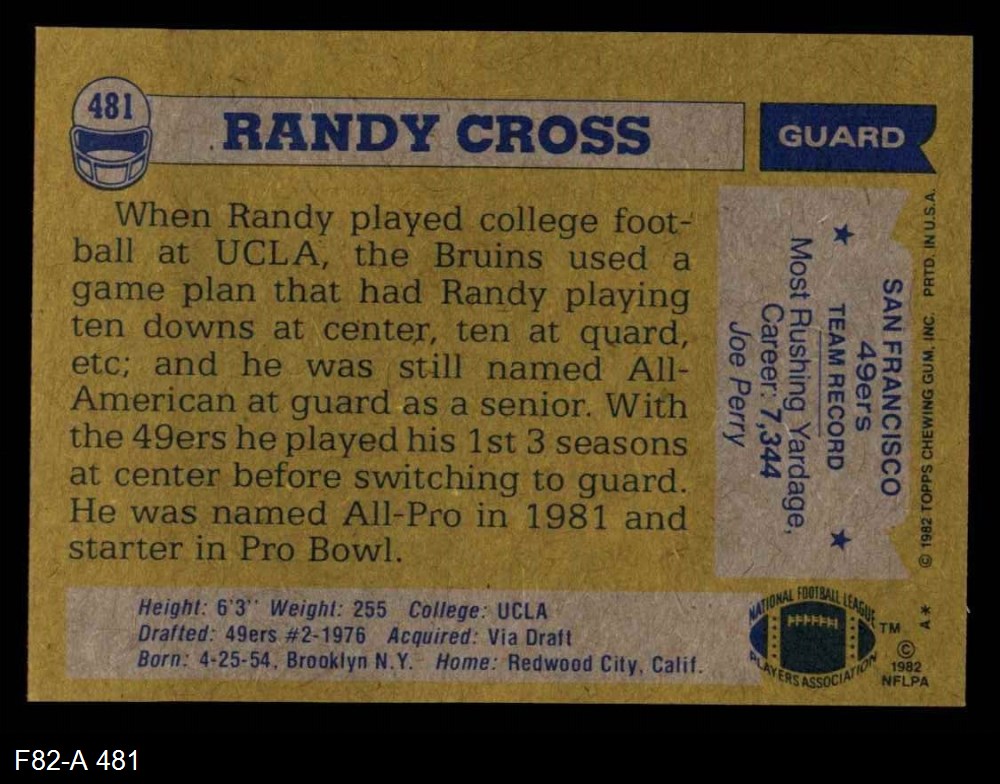 481
RANDY CROSS
GUARD
When Randy played college foot-
ball at UCLA, the Bruins used a
game plan that had Randy playing
ten downs at center, ten at guard,
etc; and he was still named All-
American at guard as a senior. With
the 49ers he played his 1st 3 seasons
at center before switching to guard.
He was named All-Pro in 1981 and
starter in Pro Bowl.
SAN FRANCISCO
49ers
★ TEAM RECORD ★
Most Rushing Yardage,
Career: 7,344
Joe Perry
© 1982 TOPPS CHEWING GUM, INC. PRTD. IN U.S.A.
Height: 6'3" Weight: 255 College: UCLA
Drafted: 49ers #2-1976 Acquired: Via Draft
Born: 4-25-54, Brooklyn N.Y. Home: Redwood City, Calif.
NATIONAL FOOTBALL LEAGUE
PLAYERS ASSOCIATION
TM
A*
©
1982
NFLPA
F82-A 481